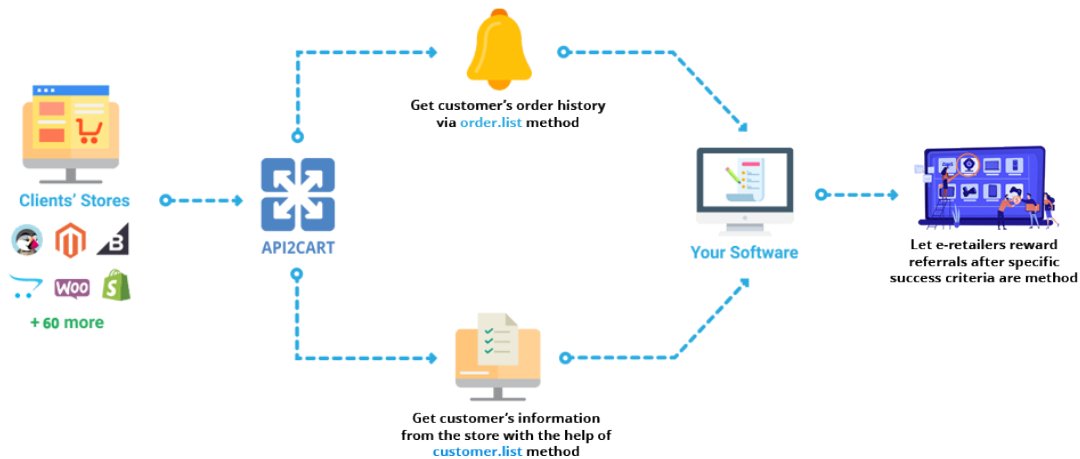 Get customer's order history
via order.list method
Clients' Stores
WOO
+ 60 more
API2CART
Your Software
Let e-retailers reward
referrals after specific
success criteria are method
Get customer's information
from the store with the help of
customer.list method